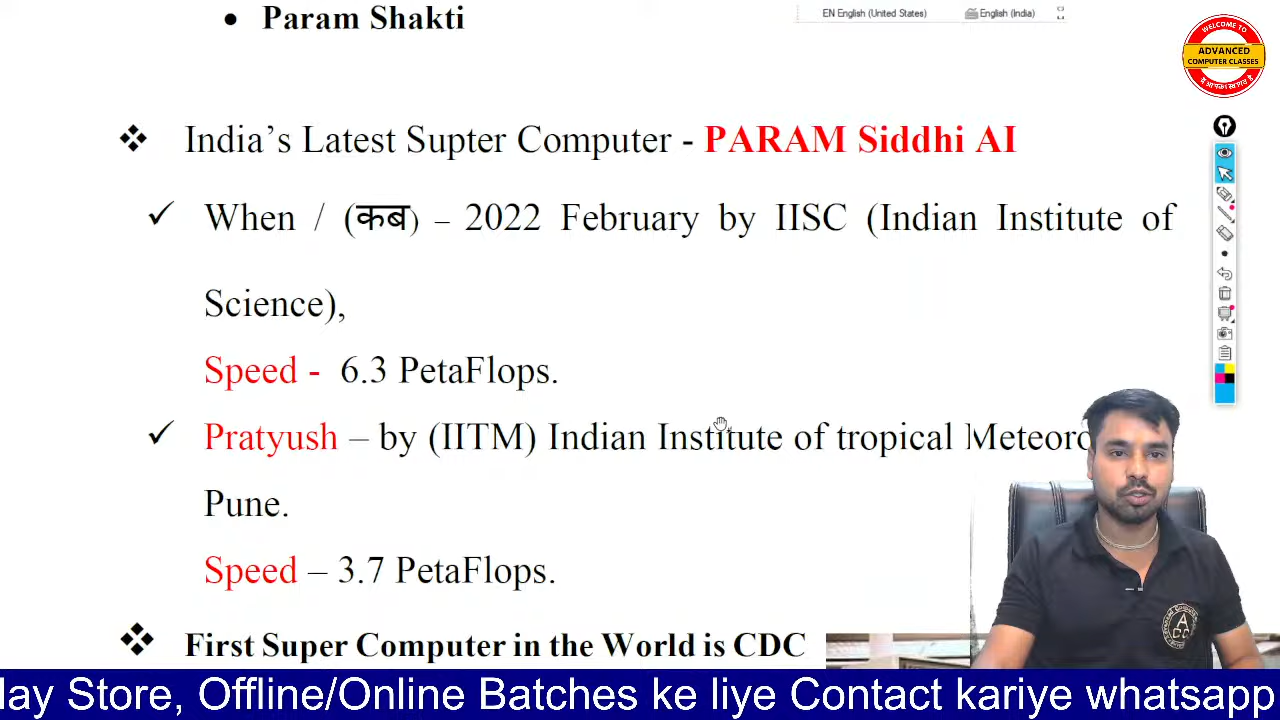 Param Shakti
EN English (United States) English (India)
WELCOME TO
ADVANCED
COMPUTER CLASSES
India's Latest Supter Computer - PARAM Siddhi AI
When / (कब) – 2022 February by IISC (Indian Institute of
Science),
Speed - 6.3 PetaFlops.
Pratyush – by (IITM) Indian Institute of tropical Meteoro
Pune.
Speed – 3.7 PetaFlops.
First Super Computer in the World is CDC
lay Store, Offline/Online Batches ke liye Contact kariye whatsapp